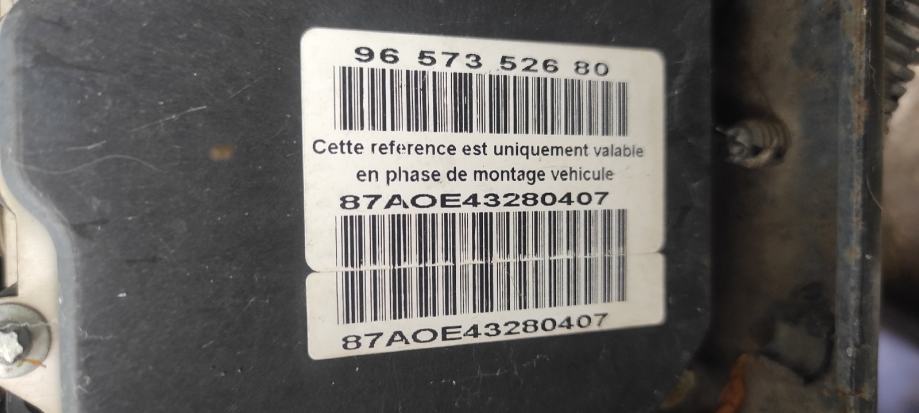 96 573 526 80
Cette reference est uniquement valable
en phase de montage vehicule
87AOE43280407
87AOE43280407